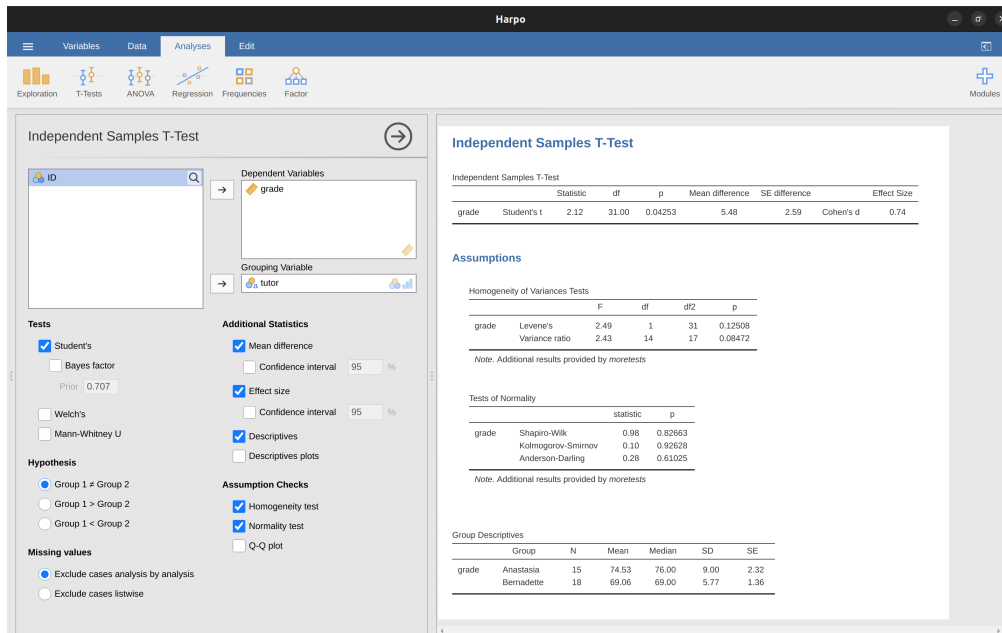 Harpo
Variables Data Analyses Edit
Exploration T-Tests ANOVA Regression Frequencies Factor Modules
Independent Samples T-Test
ID
Dependent Variables
grade
Grouping Variable
a tutor
Tests
Student's
Bayes factor
Prior 0.707
Welch's
Mann-Whitney U
Hypothesis
Group 1 ≠ Group 2
Group 1 > Group 2
Group 1 < Group 2
Missing values
Exclude cases analysis by analysis
Exclude cases listwise
Additional Statistics
Mean difference
Confidence interval 95 %
Effect size
Confidence interval 95 %
Descriptives
Descriptives plots
Assumption Checks
Homogeneity test
Normality test
Q-Q plot
Independent Samples T-Test
Independent Samples T-Test
Statistic df p Mean difference SE difference Effect Size
grade Student's t 2.12 31.00 0.04253 5.48 2.59 Cohen's d 0.74
Assumptions
Homogeneity of Variances Tests
F df df2 p
grade Levene's 2.49 1 31 0.12508
Variance ratio 2.43 14 17 0.08472
Note. Additional results provided by moretests
Tests of Normality
statistic p
grade Shapiro-Wilk 0.98 0.82663
Kolmogorov-Smirnov 0.10 0.92628
Anderson-Darling 0.28 0.61025
Note. Additional results provided by moretests
Group Descriptives
Group N Mean Median SD SE
grade Anastasia 15 74.53 76.00 9.00 2.32
Bernadette 18 69.06 69.00 5.77 1.36